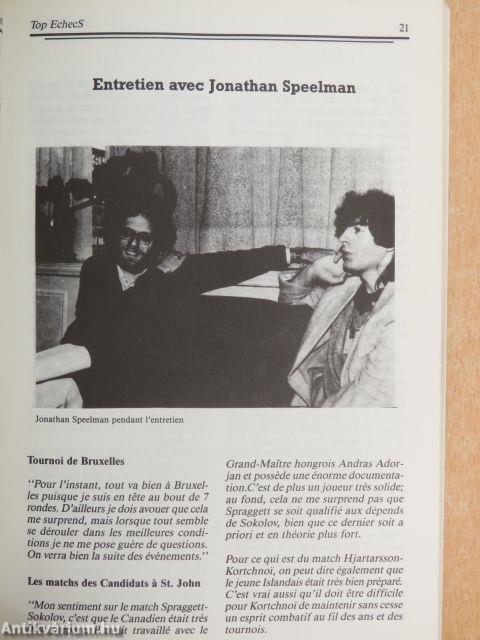 Top EchecS
21
Entretien avec Jonathan Speelman
Jonathan Speelman pendant l'entretien
Tournoi de Bruxelles
"Pour l'instant, tout va bien à Bruxel-
les puisque je suis en tête au bout de 7
rondes. D'ailleurs je dois avouer que cela
me surprend, mais lorsque tout semble
se dérouler dans les meilleures condi-
tions je ne me pose guère de questions.
On verra bien la suite des évènements."
Les matchs des Candidats à St. John
"Mon sentiment sur le match Spraggett-
Sokolov, c'est que le Canadien était très
travaillé avec le
Grand-Maître hongrois Andras Ador-
jan et possède une énorme documenta-
tion.C'est de plus un joueur très solide;
au fond, cela ne me surprend pas que
Spraggett se soit qualifié aux dépends
de Sokolov, bien que ce dernier soit a
priori et en théorie plus fort.
Pour ce qui est du match Hjartarsson-
Kortchnoï, on peut dire également que
le jeune Islandais était très bien préparé.
C'est vrai aussi qu'il doit être difficile
pour Kortchnoï de maintenir sans cesse
un esprit combatif au fil des ans et des
tournois.
Antikvarium.hu